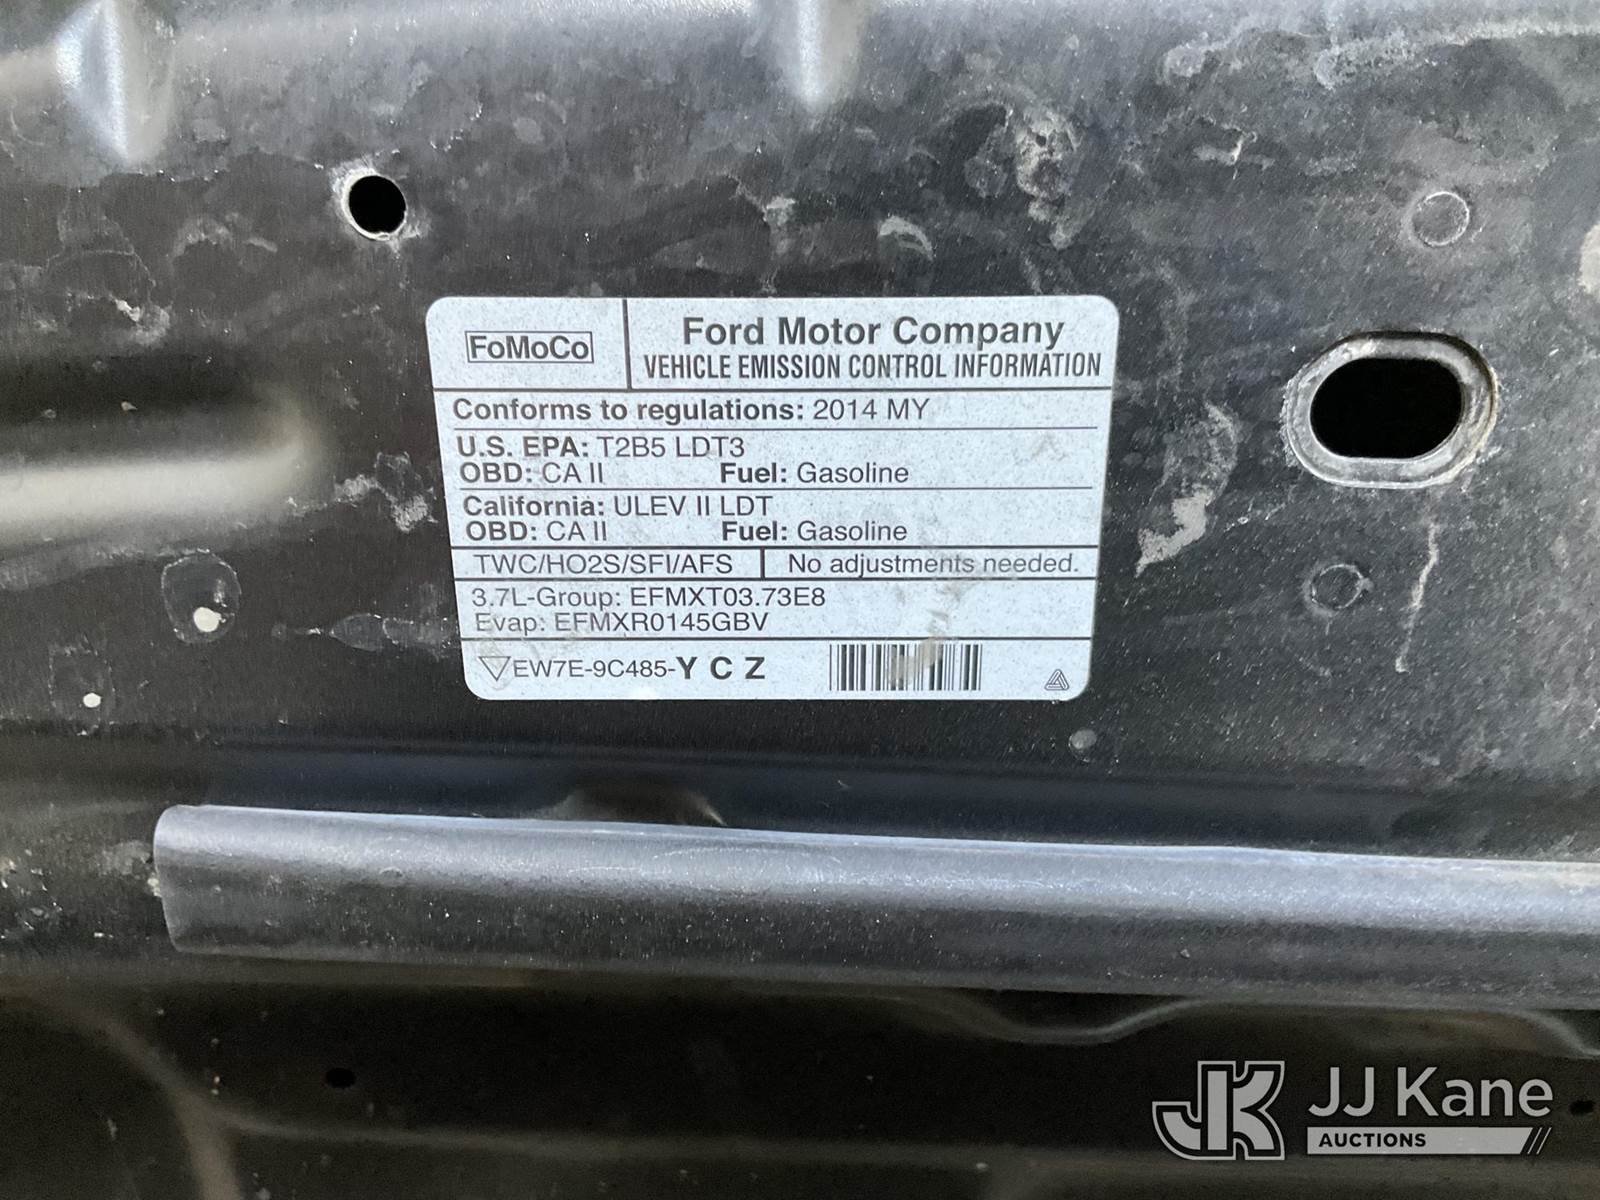 FoMoCo
Ford Motor Company
VEHICLE EMISSION CONTROL INFORMATION
Conforms to regulations: 2014 MY
U.S. EPA: T2B5 LDT3
OBD: CA II Fuel: Gasoline
California: ULEV II LDT
OBD: CA II Fuel: Gasoline
TWC/HO2S/SFI/AFS No adjustments needed.
3.7L-Group: EFMXT03.73E8
Evap: EFMXR0145GBV
EW7E-9C485-Y C Z
JK JJ Kane
AUCTIONS